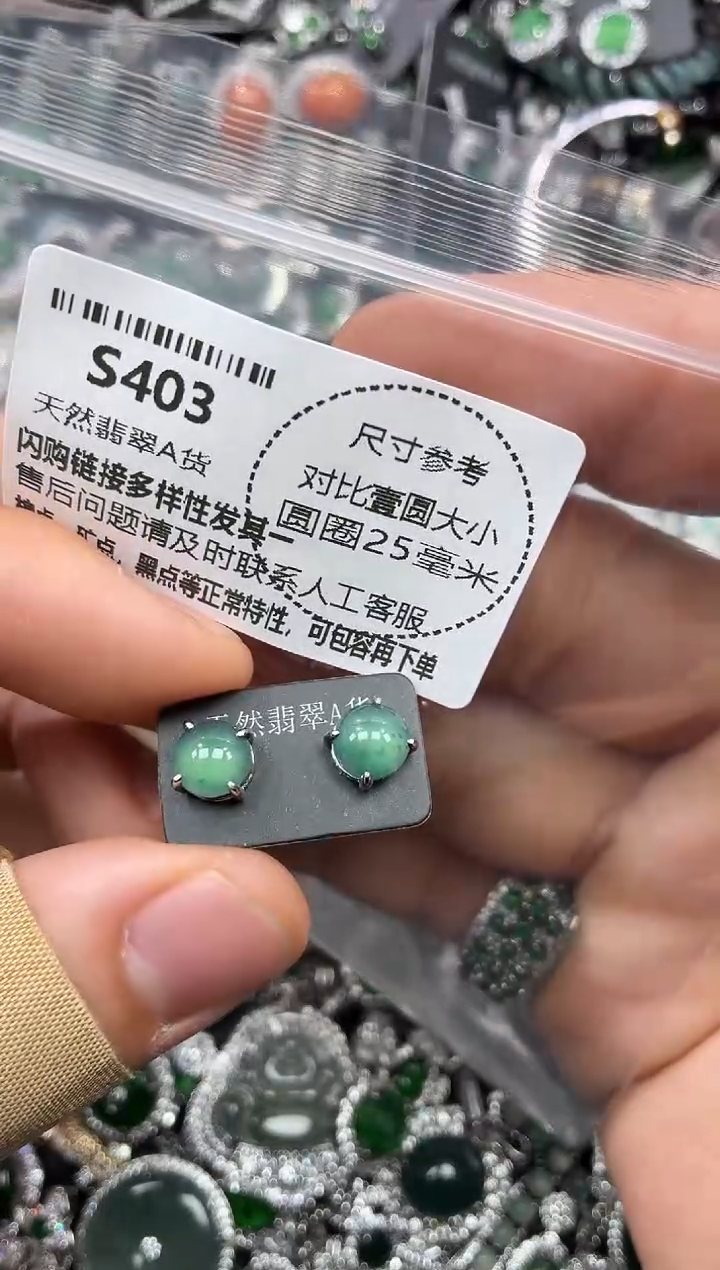 S403
天然翡翠A货
闪购链接多样性发其一
售后问题请及时联系人工客服
矿点、黑点等正常特性，可包容再下单
尺寸参考
对比壹圆大小
圆圈25毫米
天然翡翠A货